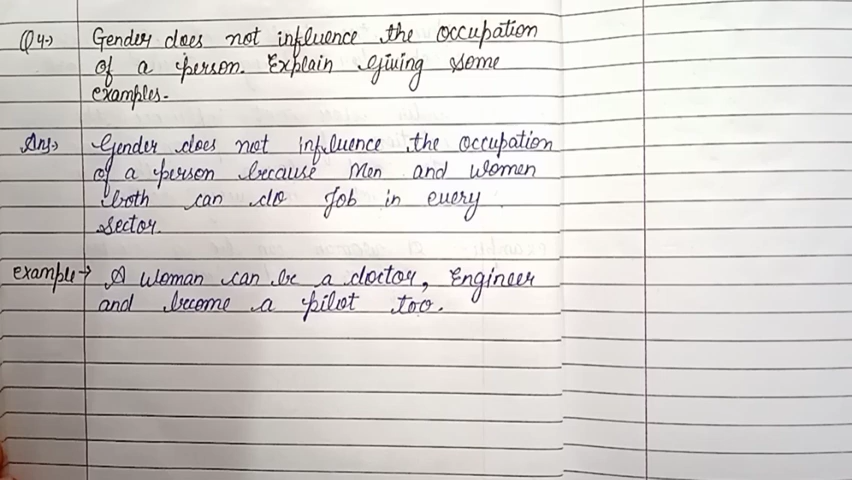 Q4→ Gender does not influence the occupation
of a person. Explain giving some
examples.
Ans→ Gender does not influence the occupation
of a person because Men and women
both can do Job in every
sector.
example→ A woman can be a doctor, Engineer
and become a pilot too.